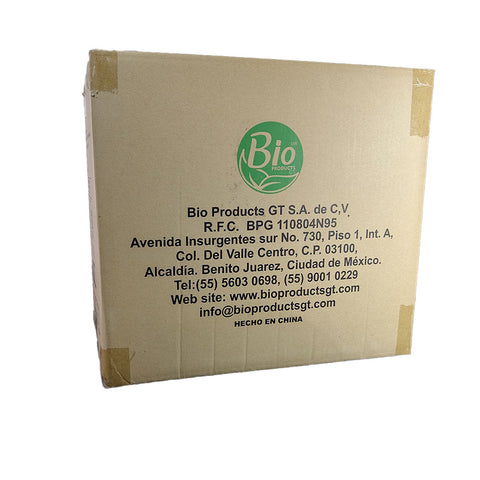 Bio
PRODUCTS
Bio Products GT S.A. de C,V
R.F.C. BPG 110804N95
Avenida Insurgentes sur No. 730, Piso 1, Int. A,
Col. Del Valle Centro, C.P. 03100,
Alcaldía. Benito Juarez, Ciudad de México.
Tel:(55) 5603 0698, (55) 9001 0229
Web site: www.bioproductsgt.com
info@bioproductsgt.com
HECHO EN CHINA